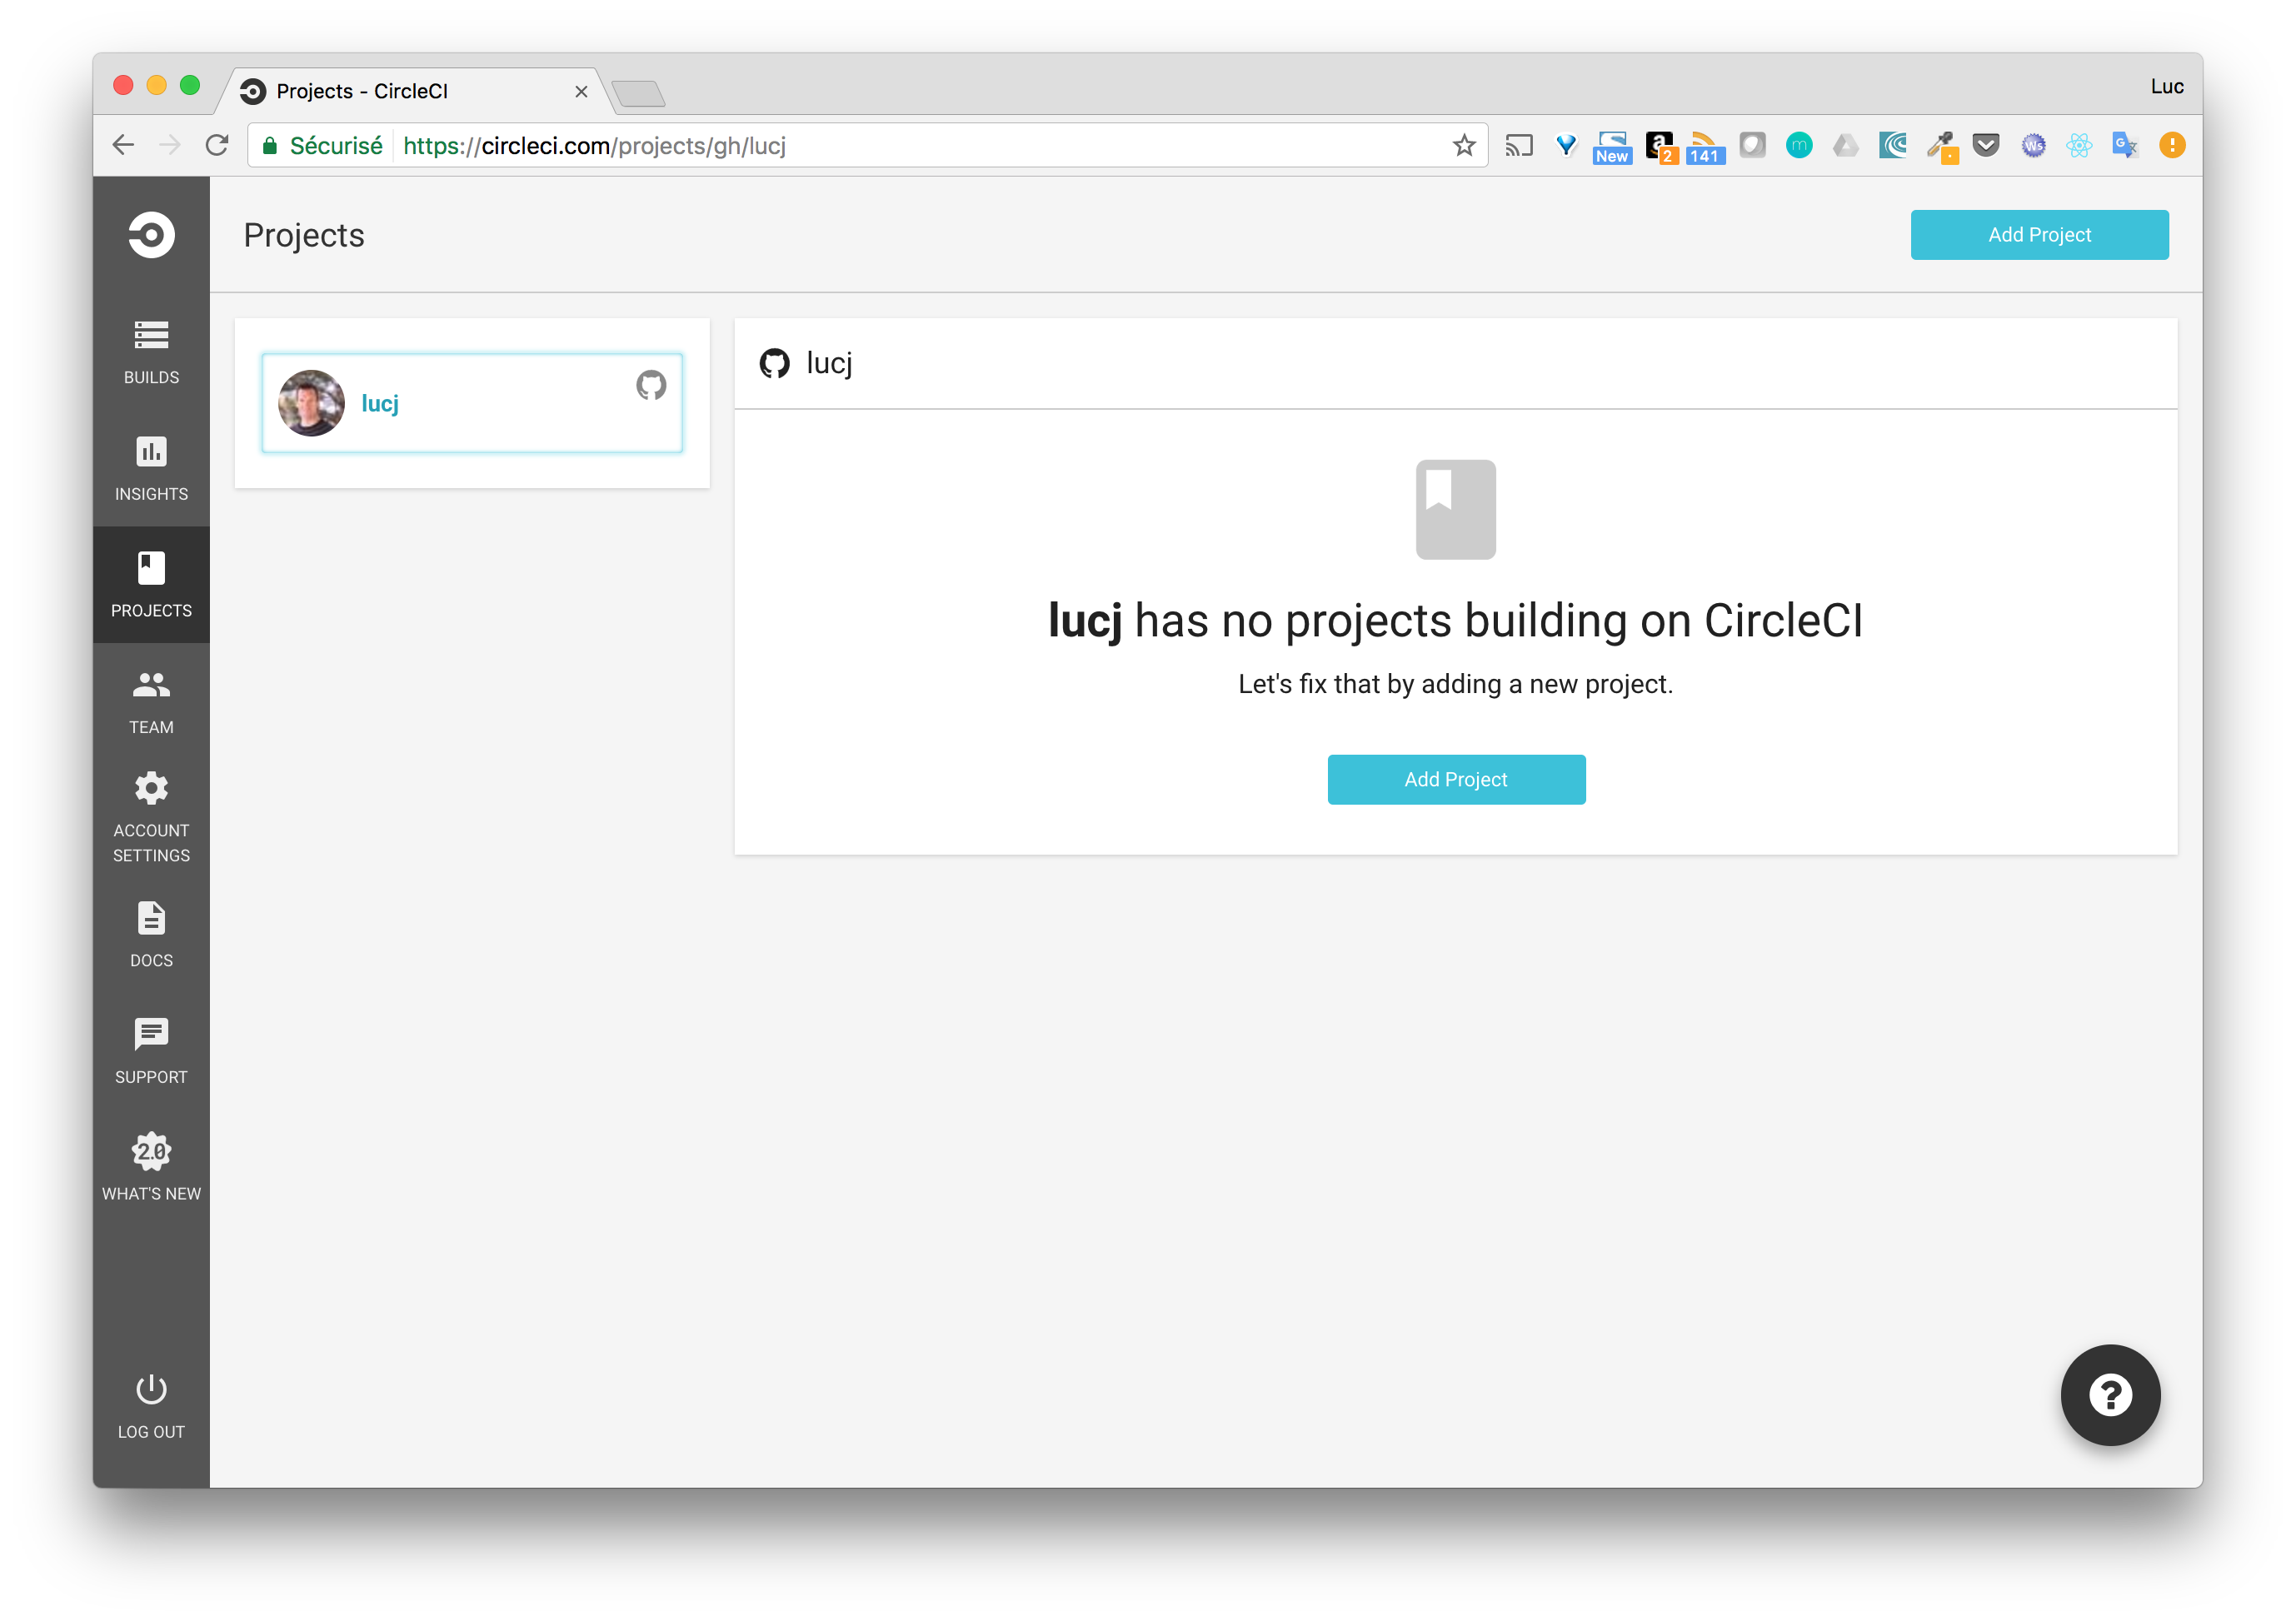 Projects - CircleCI
Luc
Sécurisé
https://circleci.com/projects/gh/lucj
New
a
2
141
m
Ws
G
Projects
Add Project
BUILDS
INSIGHTS
PROJECTS
TEAM
ACCOUNT
SETTINGS
DOCS
SUPPORT
2.0
WHAT'S NEW
LOG OUT
lucj
lucj
lucj has no projects building on CircleCI
Let's fix that by adding a new project.
Add Project